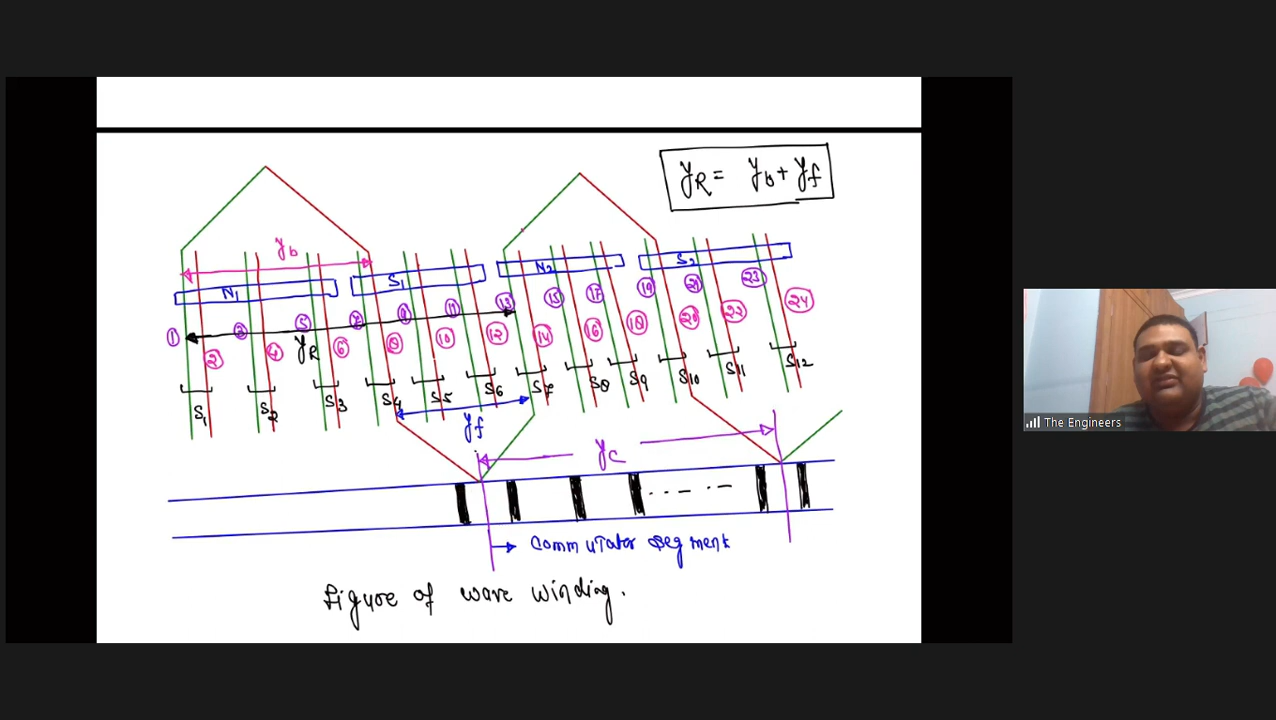 yR = yb + yf
yb
N1 S1 N2 S2
1 3 5 7 9 11 13 15 17 19 21 23
2 4 6 8 10 12 14 16 18 20 22 24
yR
S1 S2 S3 S4 S5 S6 S7 S8 S9 S10 S11 S12
yf
yc
The Engineers
Commutator segment
Figure of wave winding.